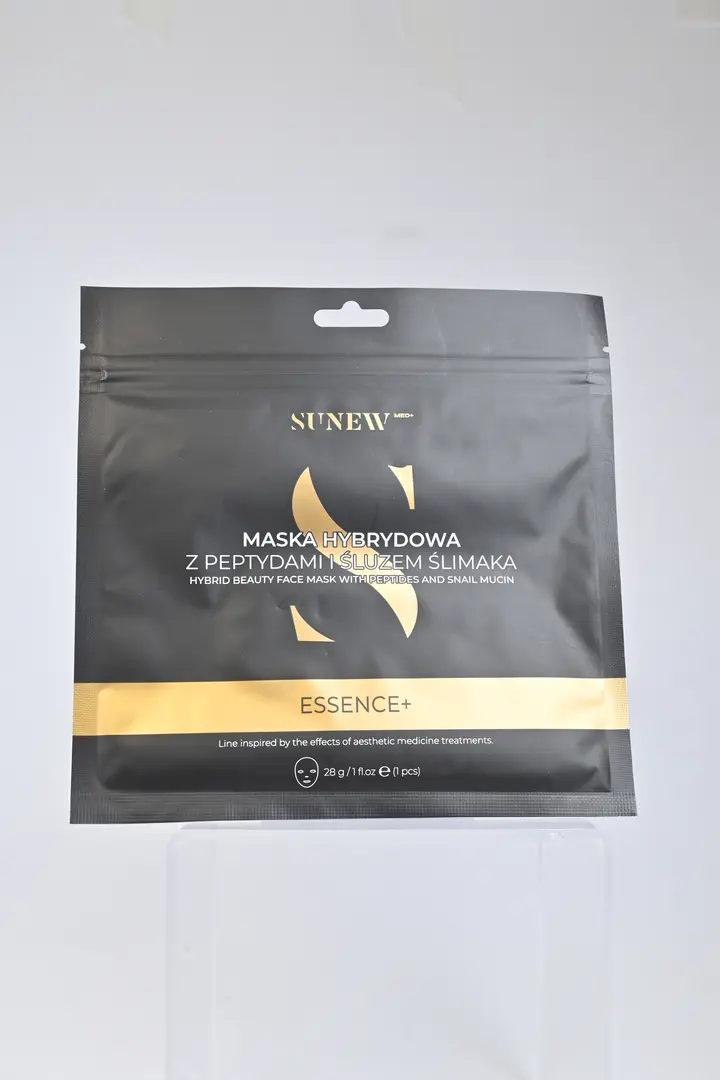 SUNEW MED+
MASKA HYBRYDOWA
Z PEPTYDAMI I ŚLUZEM ŚLIMAKA
HYBRID BEAUTY FACE MASK WITH PEPTIDES AND SNAIL MUCIN
ESSENCE+
Line inspired by the effects of aesthetic medicine treatments.
28 g / 1 fl.oz ℮ (1 pcs)